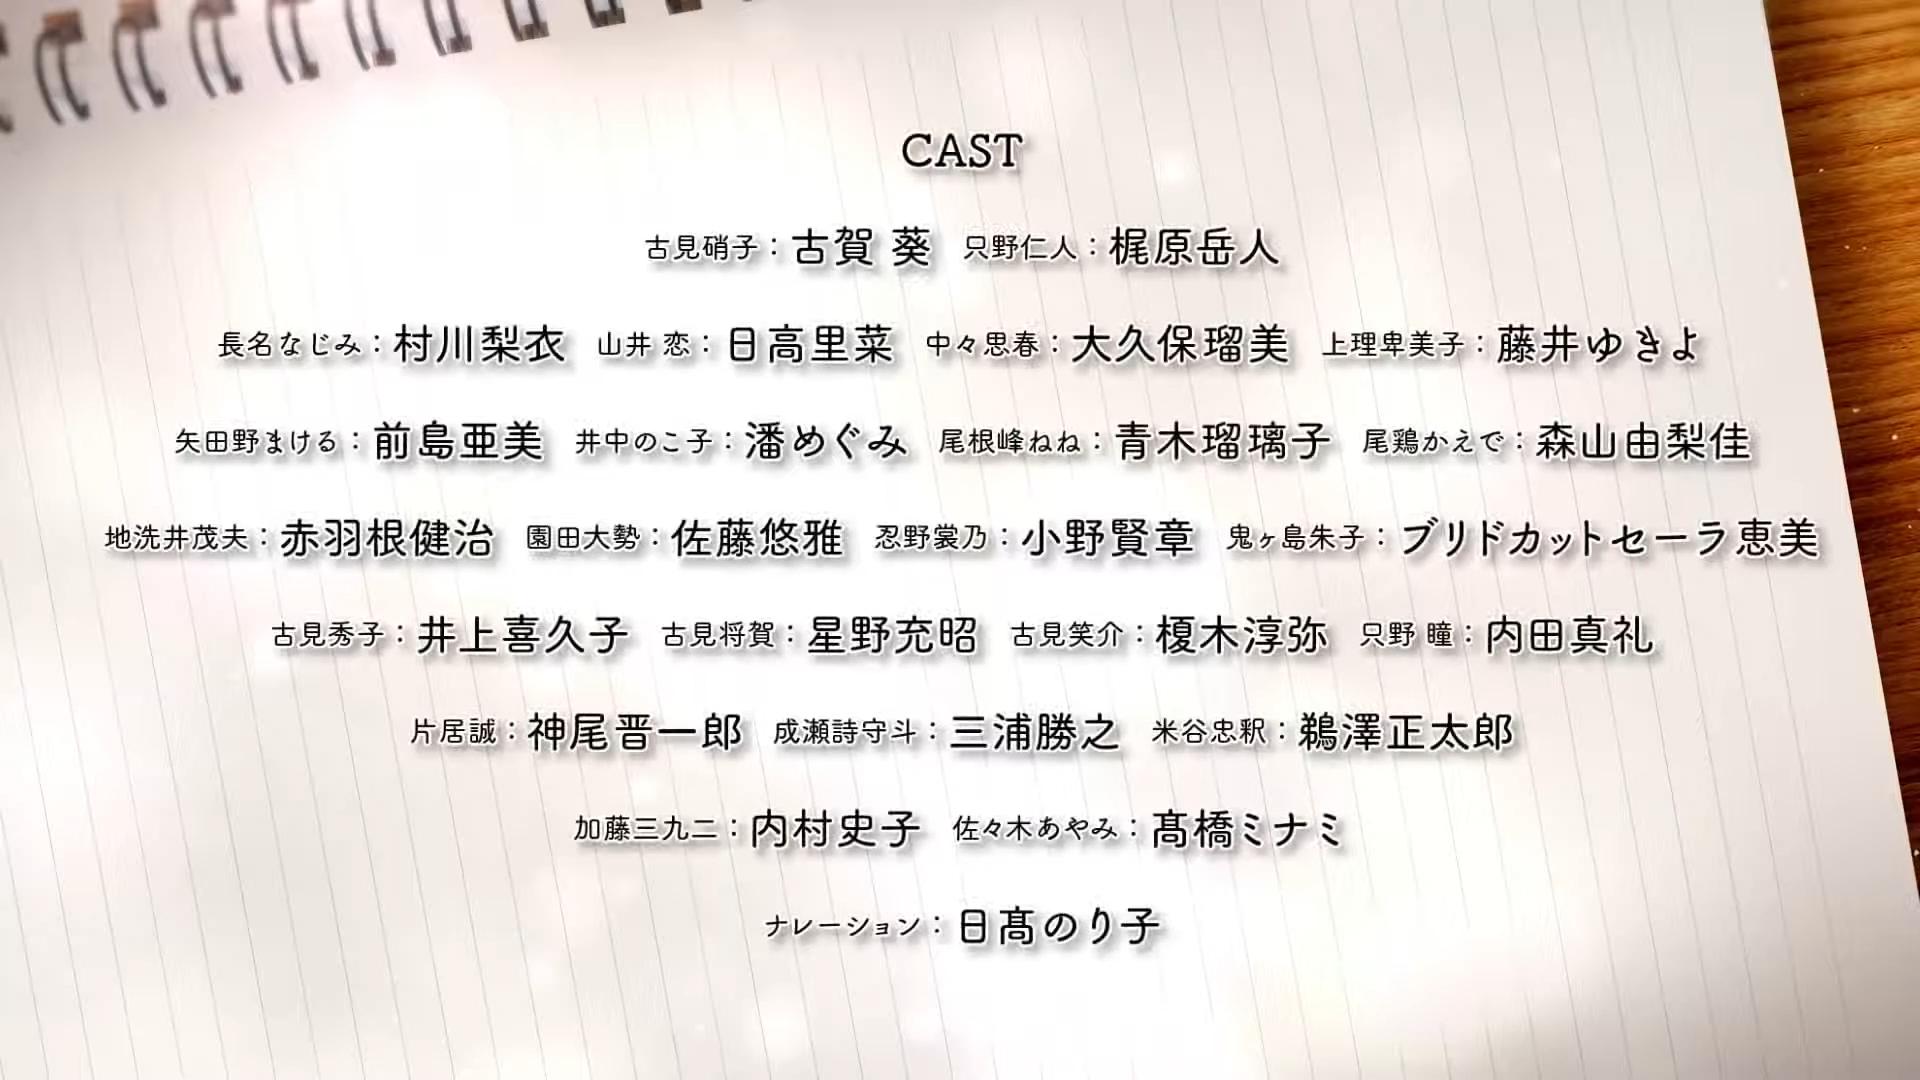 CAST
古見硝子：古賀 葵　只野仁人：梶原岳人
長名なじみ：村川梨衣　山井 恋：日高里菜　中々思春：大久保瑠美　上理卑美子：藤井ゆきよ
矢田野まける：前島亜美　井中のこ子：潘めぐみ　尾根峰ねね：青木瑠璃子　尾鶏かえで：森山由梨佳
地洗井茂夫：赤羽根健治　園田大勢：佐藤悠雅　忍野裳乃：小野賢章　鬼ヶ島朱子：ブリドカットセーラ恵美
古見秀子：井上喜久子　古見将賀：星野充昭　古見笑介：榎木淳弥　只野 瞳：内田真礼
片居誠：神尾晋一郎　成瀬詩守斗：三浦勝之　米谷忠釈：鵜澤正太郎
加藤三九二：内村史子　佐々木あやみ：髙橋ミナミ
ナレーション：日髙のり子